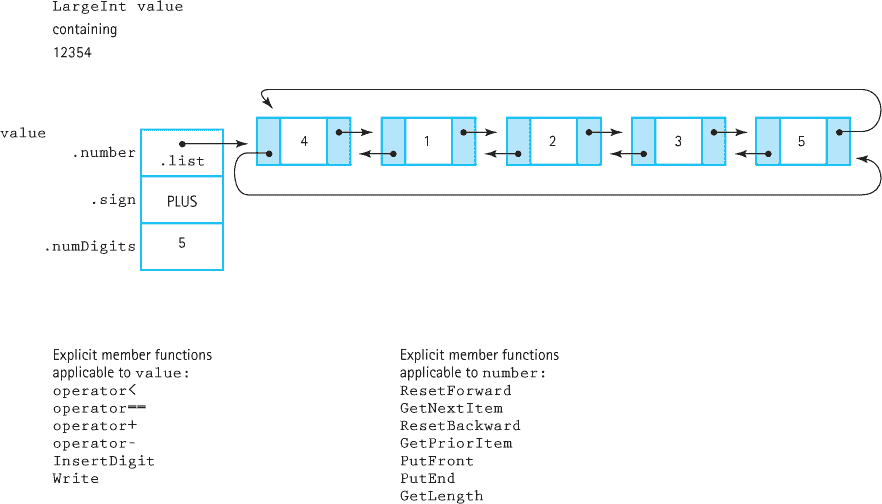 LargeInt value
containing
12354
value
.number
.list
4 1 2 3 5
.sign
PLUS
.numDigits
5
Explicit member functions
applicable to value:
operator<
operator==
operator+
operator-
InsertDigit
Write
Explicit member functions
applicable to number:
ResetForward
GetNextItem
ResetBackward
GetPriorItem
PutFront
PutEnd
GetLength